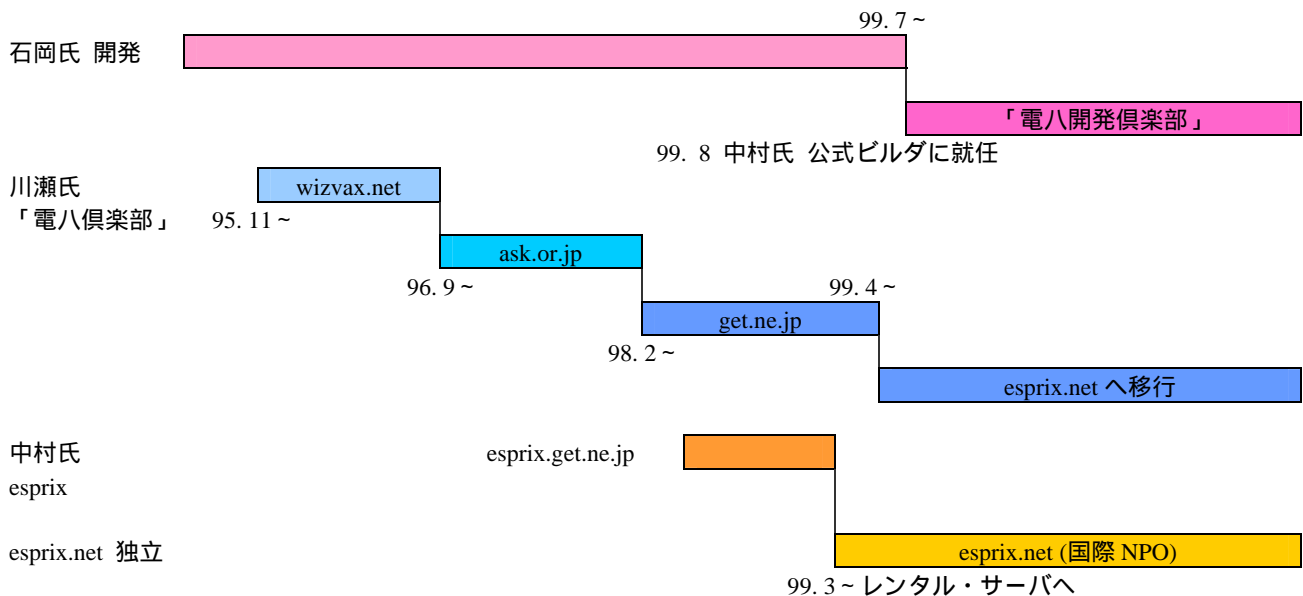 99. 7 ~
石岡氏 開発
「電八開発倶楽部」
99. 8 中村氏 公式ビルダに就任
川瀬氏
wizvax.net
「電八倶楽部」
95. 11 ~
ask.or.jp
96. 9 ~
99. 4 ~
get.ne.jp
98. 2 ~
esprix.net へ移行
中村氏
esprix.get.ne.jp
esprix
esprix.net 独立
esprix.net (国際 NPO)
99. 3 ~ レンタル・サーバへ